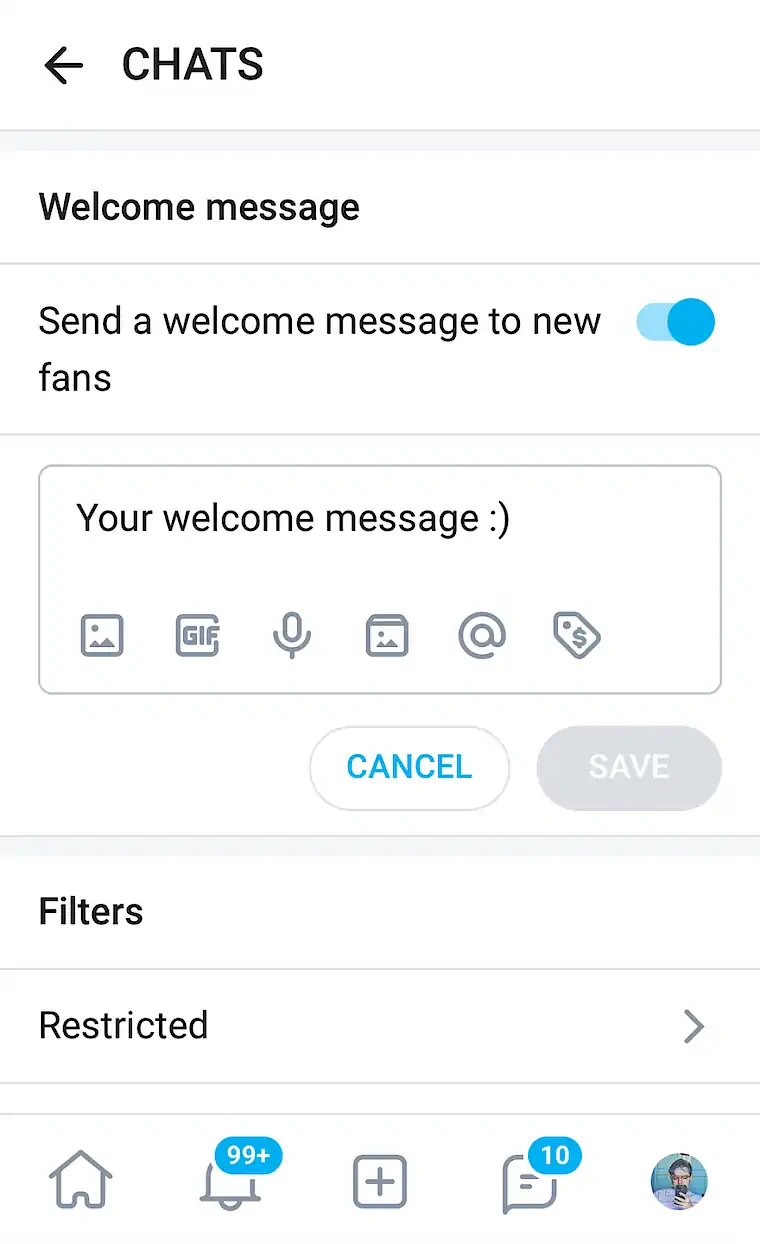 CHATS
Welcome message
Send a welcome message to new
fans
Your welcome message :)
GIF
$
CANCEL
SAVE
Filters
Restricted
99+
10